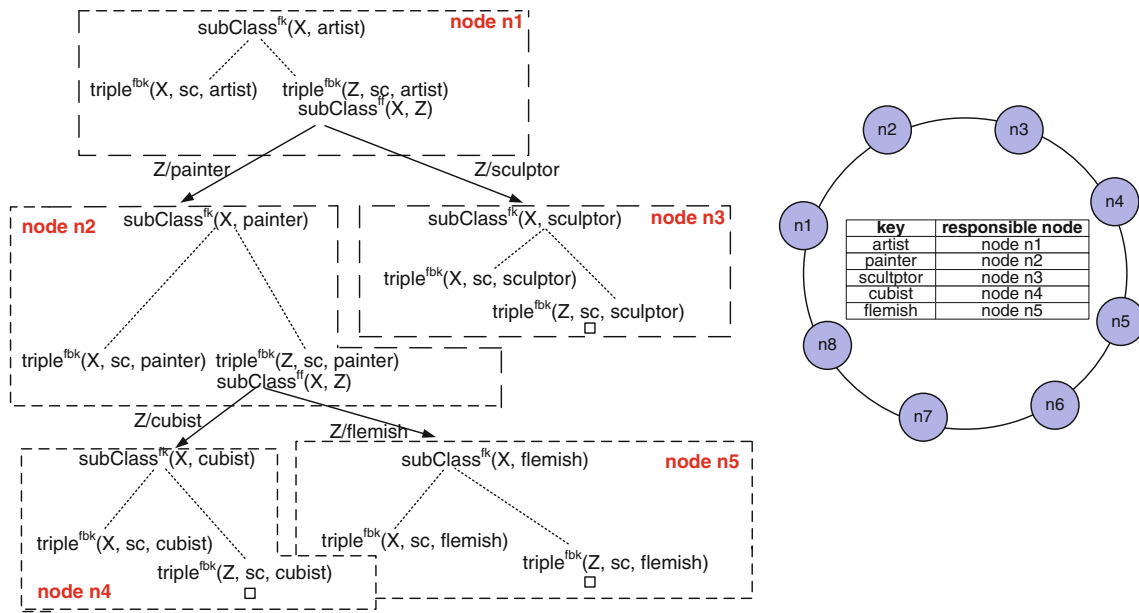 subClass^fk(X, artist)
node n1
triple^fbk(X, sc, artist)
triple^fbk(Z, sc, artist)
subClass^ff(X, Z)
Z/painter
Z/sculptor
node n2
subClass^fk(X, painter)
subClass^fk(X, sculptor)
node n3
triple^fbk(X, sc, sculptor)
triple^fbk(Z, sc, sculptor)
triple^fbk(X, sc, painter)
triple^fbk(Z, sc, painter)
subClass^ff(X, Z)
Z/cubist
Z/flemish
subClass^fk(X, cubist)
subClass^fk(X, flemish)
node n5
triple^fbk(X, sc, cubist)
triple^fbk(X, sc, flemish)
triple^fbk(Z, sc, cubist)
triple^fbk(Z, sc, flemish)
node n4
n2
n3
n1
n4
key responsible node
artist node n1
painter node n2
scultptor node n3
cubist node n4
flemish node n5
n5
n8
n6
n7